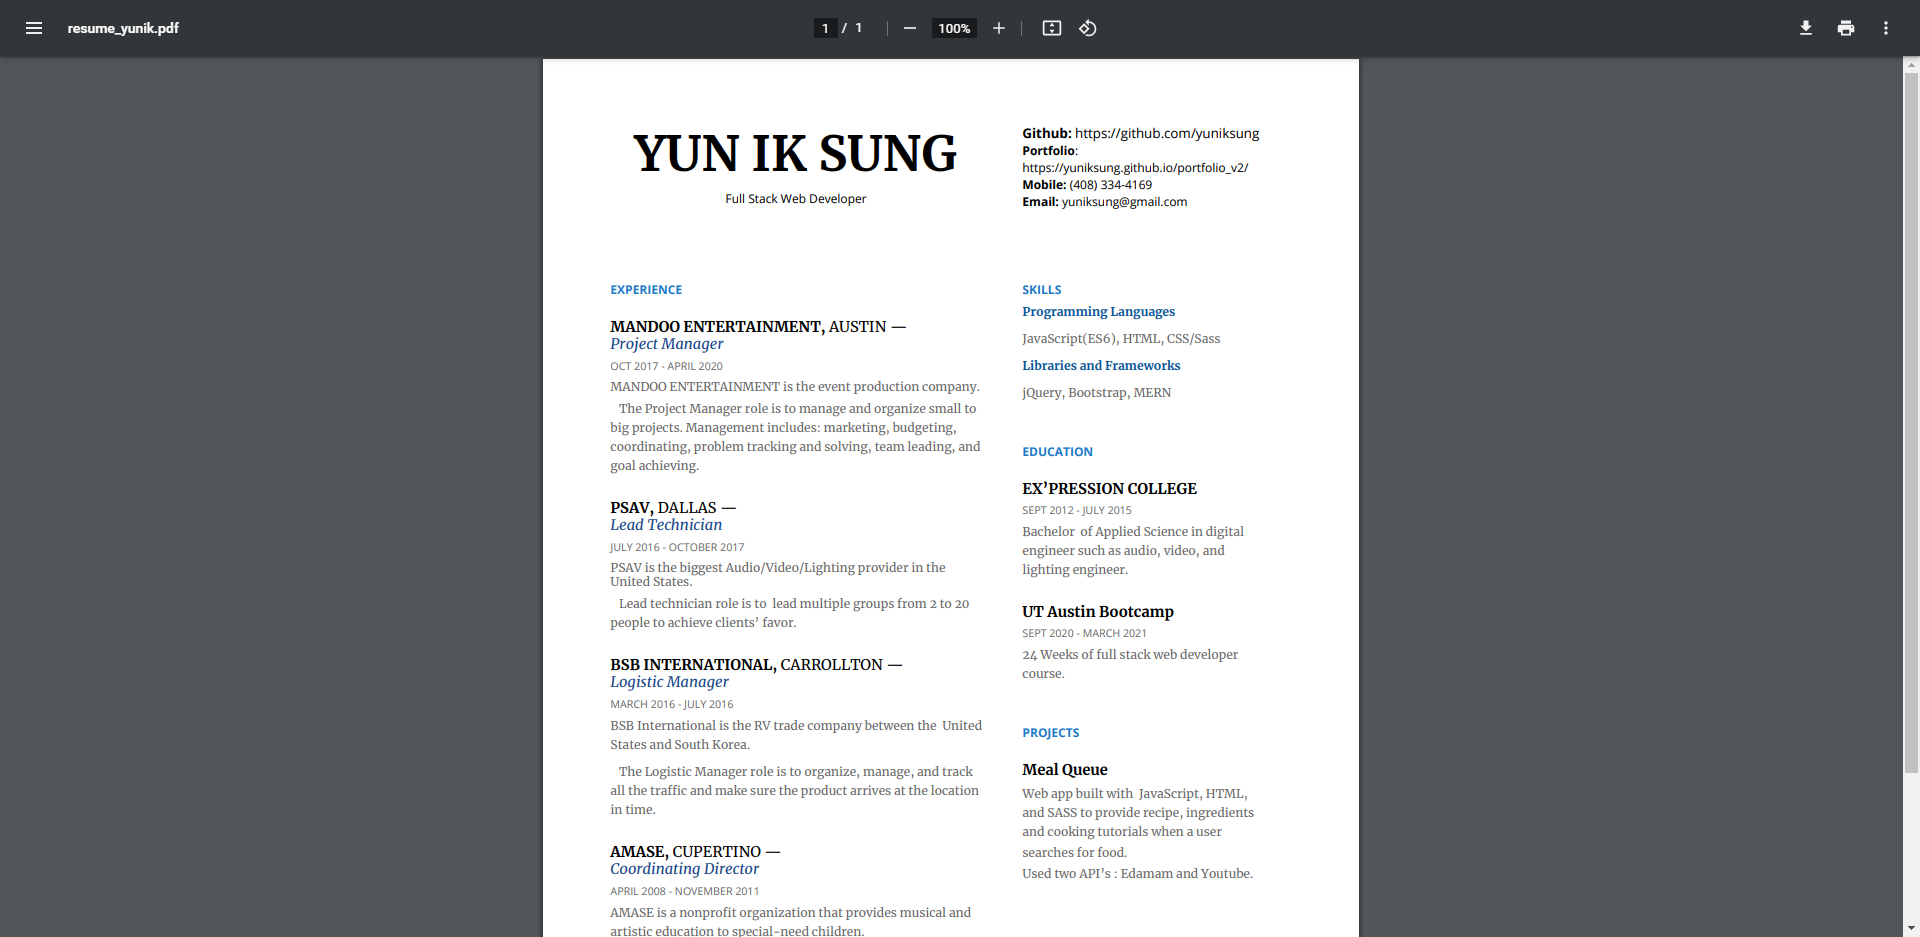 resume_yunik.pdf
1 / 1
100%
YUN IK SUNG
Full Stack Web Developer
Github: https://github.com/yuniksung
Portfolio:
https://yuniksung.github.io/portfolio_v2/
Mobile: (408) 334-4169
Email: yuniksung@gmail.com
EXPERIENCE
MANDOO ENTERTAINMENT, AUSTIN —
Project Manager
OCT 2017 - APRIL 2020
MANDOO ENTERTAINMENT is the event production company.
The Project Manager role is to manage and organize small to
big projects. Management includes: marketing, budgeting,
coordinating, problem tracking and solving, team leading, and
goal achieving.
PSAV, DALLAS —
Lead Technician
JULY 2016 - OCTOBER 2017
PSAV is the biggest Audio/Video/Lighting provider in the
United States.
Lead technician role is to  lead multiple groups from 2 to 20
people to achieve clients’ favor.
BSB INTERNATIONAL, CARROLLTON —
Logistic Manager
MARCH 2016 - JULY 2016
BSB International is the RV trade company between the  United
States and South Korea.
The Logistic Manager role is to organize, manage, and track
all the traffic and make sure the product arrives at the location
in time.
AMASE, CUPERTINO —
Coordinating Director
APRIL 2008 - NOVEMBER 2011
AMASE is a nonprofit organization that provides musical and
artistic education to special-need children.
SKILLS
Programming Languages
JavaScript(ES6), HTML, CSS/Sass
Libraries and Frameworks
jQuery, Bootstrap, MERN
EDUCATION
EX’PRESSION COLLEGE
SEPT 2012 - JULY 2015
Bachelor  of Applied Science in digital
engineer such as audio, video, and
lighting engineer.
UT Austin Bootcamp
SEPT 2020 - MARCH 2021
24 Weeks of full stack web developer
course.
PROJECTS
Meal Queue
Web app built with  JavaScript, HTML,
and SASS to provide recipe, ingredients
and cooking tutorials when a user
searches for food.
Used two API’s : Edamam and Youtube.